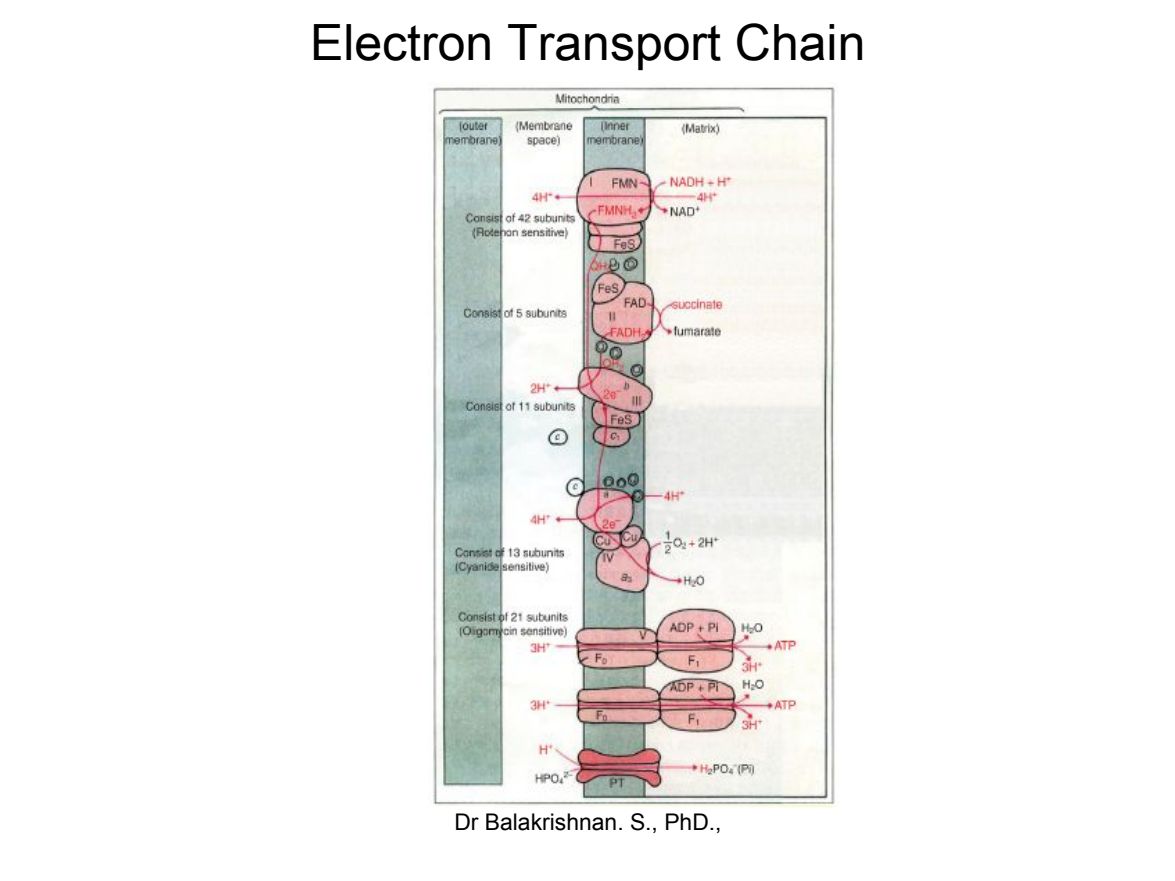 Electron Transport Chain
Mitochondria
(outer membrane)
(Membrane space)
(Inner membrane)
(Matrix)
I
FMN
NADH + H⁺
4H⁺
4H⁺
FMNH₂
NAD⁺
Consist of 42 subunits
(Rotenon sensitive)
FeS
QH₂
FeS
FAD
succinate
Consist of 5 subunits
II
FADH₂
fumarate
QH₂
2H⁺
2e⁻
b
III
Consist of 11 subunits
FeS
c
c₁
c
a
4H⁺
4H⁺
2e⁻
Cu
Cu
½O₂ + 2H⁺
Consist of 13 subunits
(Cyanide sensitive)
IV
a₃
H₂O
Consist of 21 subunits
(Oligomycin sensitive)
V
ADP + Pi
H₂O
3H⁺
ATP
F₀
F₁
3H⁺
ADP + Pi
H₂O
3H⁺
ATP
F₀
F₁
3H⁺
H⁺
HPO₄²⁻
PT
H₂PO₄⁻(Pi)
Dr Balakrishnan. S., PhD.,